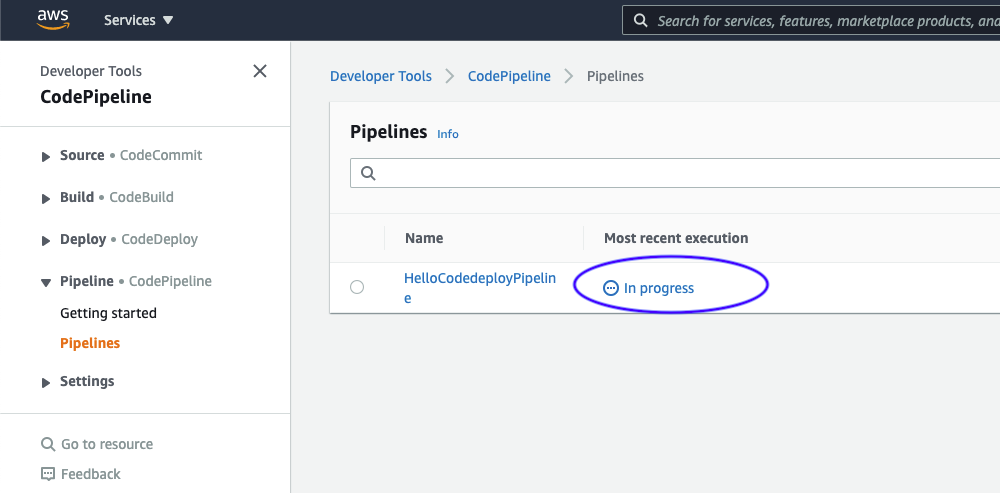 aws Services Search for services, features, marketplace products, and
Developer Tools
CodePipeline
Source • CodeCommit
Build • CodeBuild
Deploy • CodeDeploy
Pipeline • CodePipeline
Getting started
Pipelines
Settings
Go to resource
Feedback
Developer Tools > CodePipeline > Pipelines
Pipelines Info
Name Most recent execution
HelloCodedeployPipelin
e
In progress